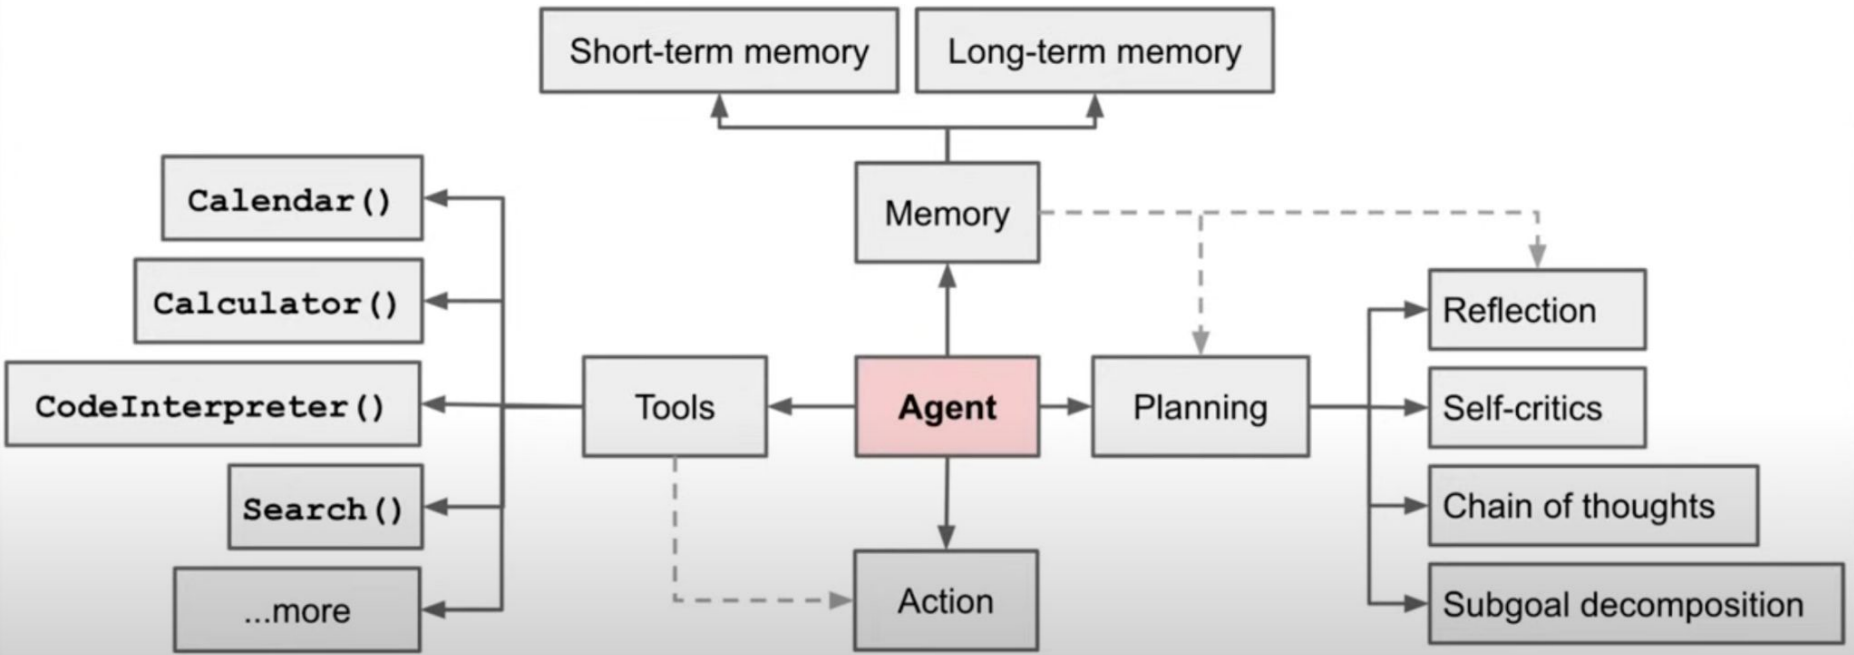 Short-term memory
Long-term memory
Calendar()
Memory
Calculator()
Reflection
CodeInterpreter()
Tools
Agent
Planning
Self-critics
Search()
Chain of thoughts
...more
Action
Subgoal decomposition